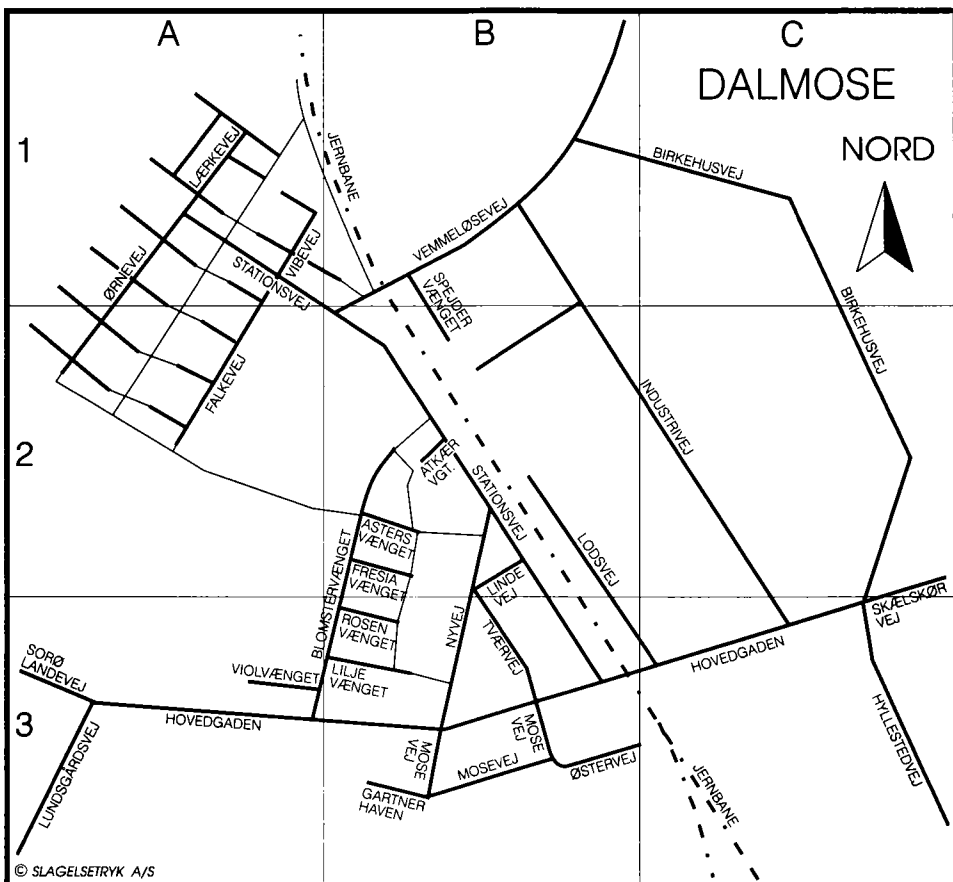 A
B
C
DALMOSE
1
NORD
JERNBANE
LÆRKEVEJ
BIRKEHUSVEJ
VEMMELØSEVEJ
VIBEVEJ
STATIONSVEJ
ØRNEVEJ
SPEJDER
VÆNGET
BIRKEHUSVEJ
FALKEVEJ
INDUSTRIVEJ
2
ATKÆR
VGT.
STATIONSVEJ
LODSVEJ
ASTERS
VÆNGET
BLOMSTERVÆNGET
FRESIA
VÆNGET
LINDE
VEJ
NYVEJ
TVÆRVEJ
ROSEN
VÆNGET
SKÆLSKØR
VEJ
SORØ
LANDEVEJ
VIOLVÆNGET
LILJE
VÆNGET
HOVEDGADEN
3
HOVEDGADEN
LUNDSGÅRDSVEJ
MOSE
VEJ
MOSE
VEJ
MOSEVEJ
ØSTERVEJ
HYLLESTEDVEJ
GARTNER
HAVEN
JERNBANE
© SLAGELSETRYK A/S